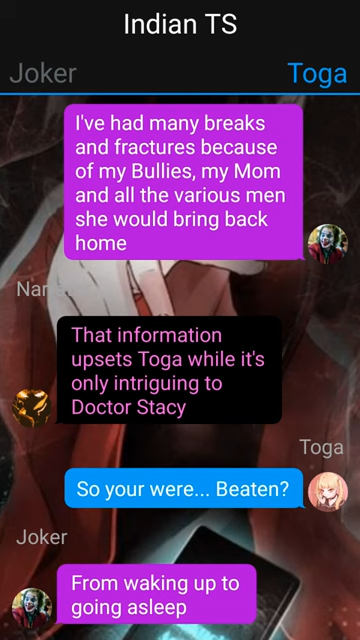 Indian TS
Joker Toga
I've had many breaks
and fractures because
of my Bullies, my Mom
and all the various men
she would bring back
home
That information
upsets Toga while it's
only intriguing to
Doctor Stacy
Toga
So your were... Beaten?
Joker
From waking up to
going asleep